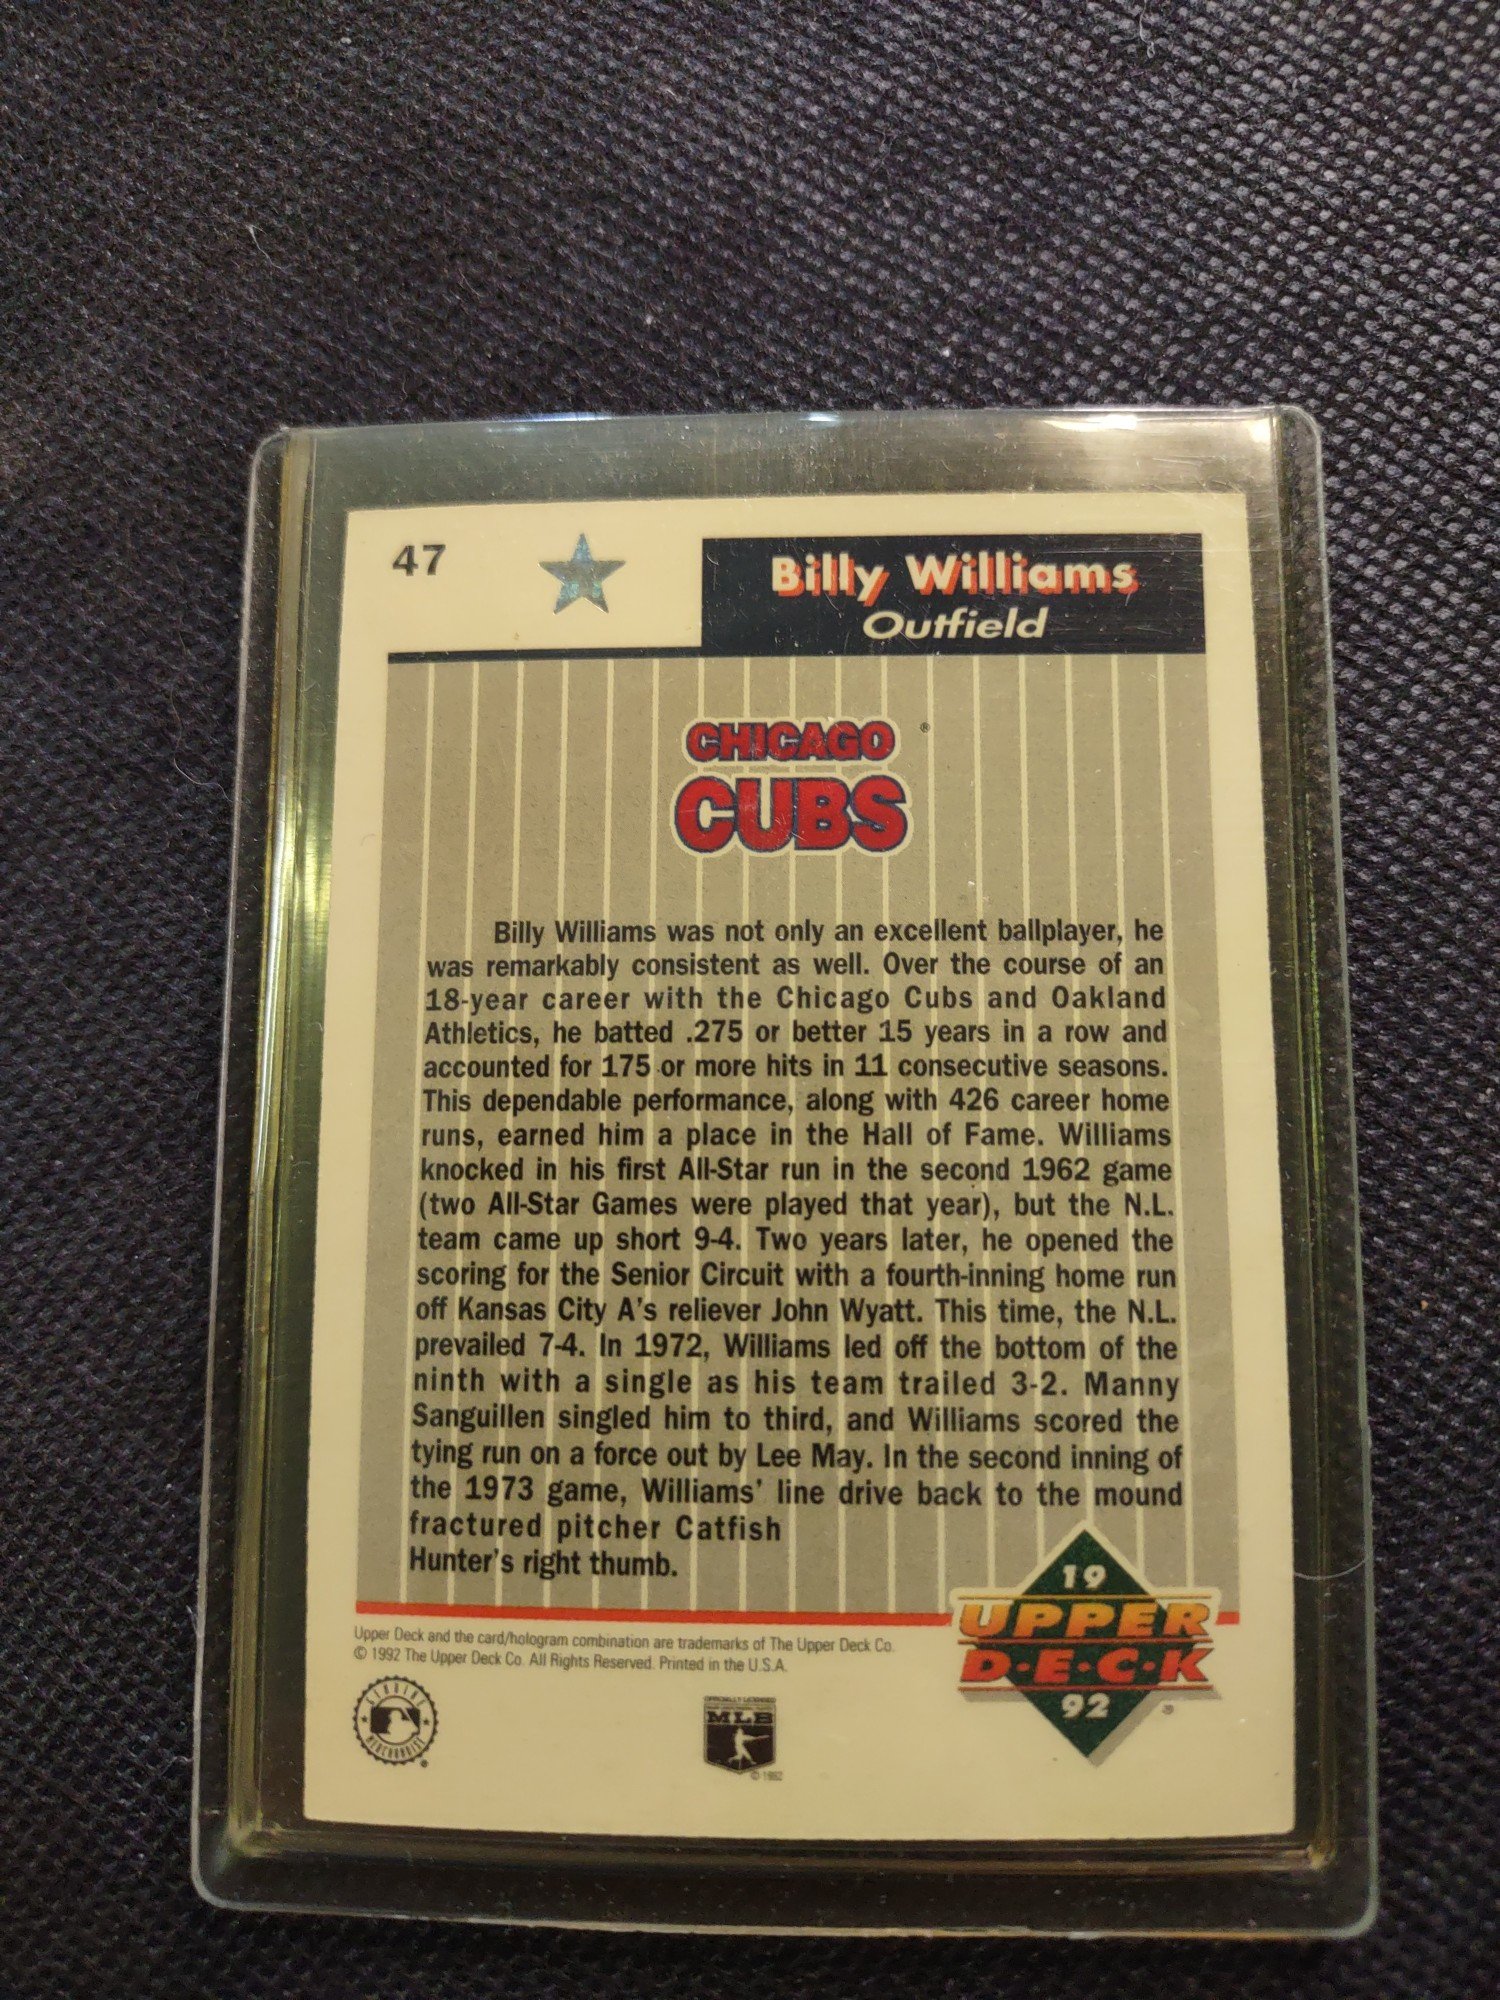 47
Billy Williams
Outfield
CHICAGO ®
CUBS
Billy Williams was not only an excellent ballplayer, he
was remarkably consistent as well. Over the course of an
18-year career with the Chicago Cubs and Oakland
Athletics, he batted .275 or better 15 years in a row and
accounted for 175 or more hits in 11 consecutive seasons.
This dependable performance, along with 426 career home
runs, earned him a place in the Hall of Fame. Williams
knocked in his first All-Star run in the second 1962 game
(two All-Star Games were played that year), but the N.L.
team came up short 9-4. Two years later, he opened the
scoring for the Senior Circuit with a fourth-inning home run
off Kansas City A's reliever John Wyatt. This time, the N.L.
prevailed 7-4. In 1972, Williams led off the bottom of the
ninth with a single as his team trailed 3-2. Manny
Sanguillen singled him to third, and Williams scored the
tying run on a force out by Lee May. In the second inning of
the 1973 game, Williams' line drive back to the mound
fractured pitcher Catfish
Hunter's right thumb.
19
UPPER
D·E·C·K
92 ®
Upper Deck and the card/hologram combination are trademarks of The Upper Deck Co.
© 1992 The Upper Deck Co. All Rights Reserved. Printed in the U.S.A.
GENUINE
MERCHANDISE ®
OFFICIALLY LICENSED
MLB
© 1992